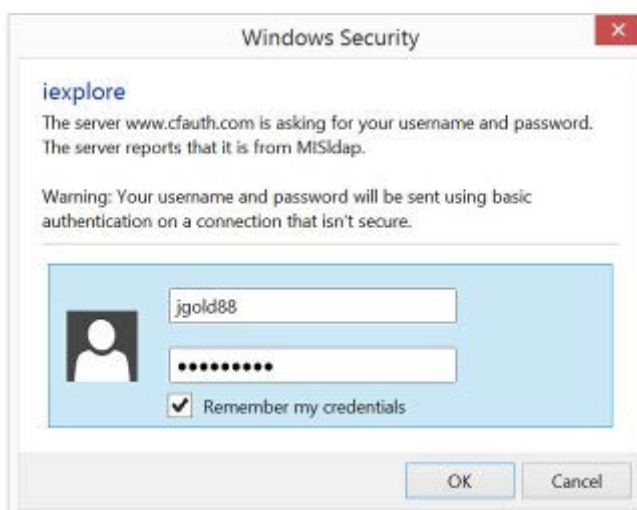 Windows Security
iexplore
The server www.cfauth.com is asking for your username and password.
The server reports that it is from MISldap.
Warning: Your username and password will be sent using basic
authentication on a connection that isn't secure.
jgold88
●●●●●●●●●
Remember my credentials
OK
Cancel